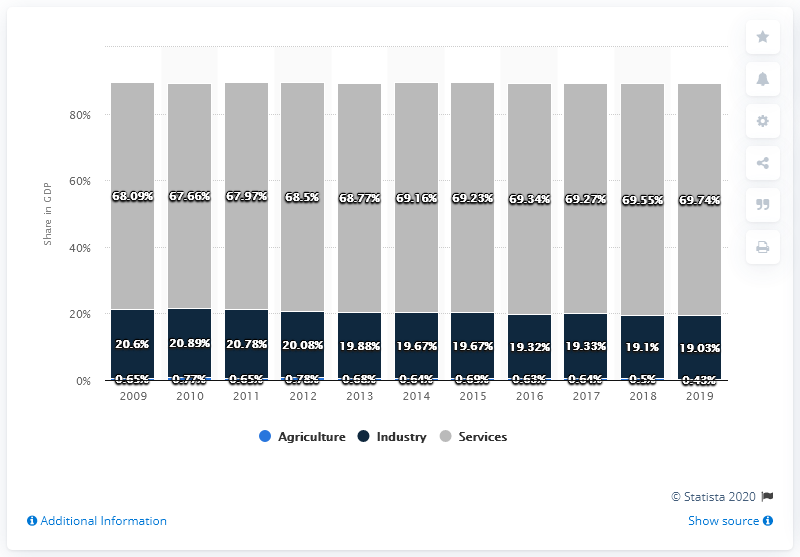 Share in GDP
80%
60%
40%
20%
0%
68.09% 67.66% 67.97% 68.5% 68.77% 69.16% 69.23% 69.34% 69.27% 69.55% 69.74%
20.6% 20.89% 20.78% 20.08% 19.88% 19.67% 19.67% 19.32% 19.33% 19.1% 19.03%
0.65% 0.77% 0.65% 0.78% 0.68% 0.64% 0.69% 0.63% 0.64% 0.5% 0.43%
2009 2010 2011 2012 2013 2014 2015 2016 2017 2018 2019
Agriculture Industry Services
© Statista 2020
Additional Information
Show source